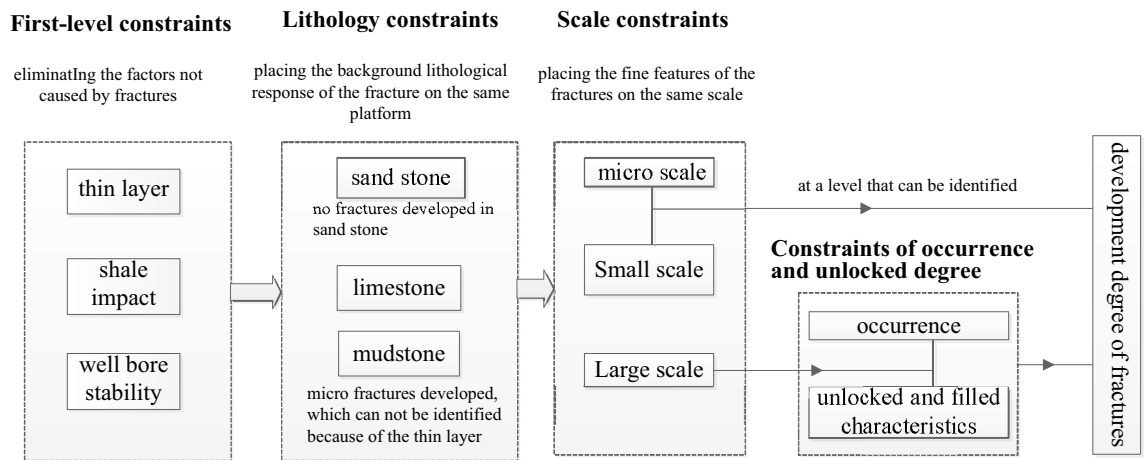 First-level constraints
eliminatIng the factors not
caused by fractures
thin layer
shale
impact
well bore
stability
Lithology constraints
placing the background lithological
response of the fracture on the same
platform
sand stone
no fractures developed in
sand stone
limestone
mudstone
micro fractures developed,
which can not be identified
because of the thin layer
Scale constraints
placing the fine features of the
fractures on the same scale
micro scale
Small scale
Large scale
at a level that can be identified
Constraints of occurrence
and unlocked degree
occurrence
unlocked and filled
characteristics
development degree of fractures